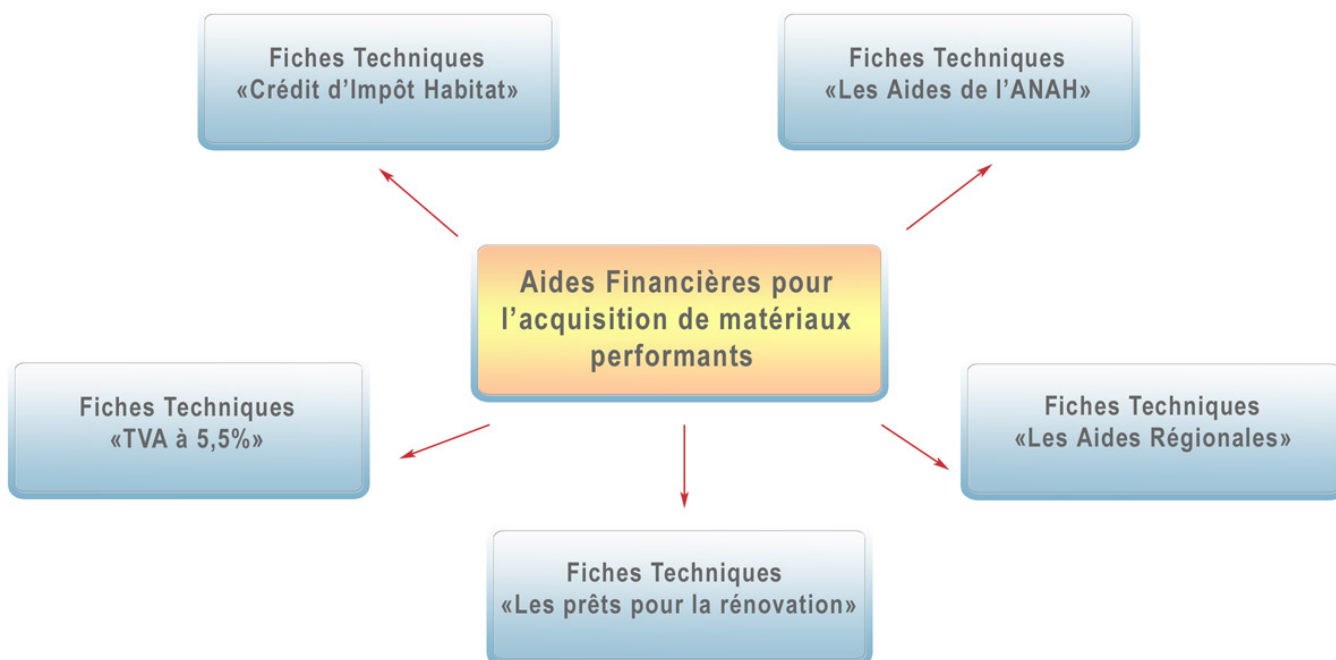 Fiches Techniques
«Crédit d’Impôt Habitat»
Fiches Techniques
«Les Aides de l’ANAH»
Aides Financières pour
l’acquisition de matériaux
performants
Fiches Techniques
«TVA à 5,5%»
Fiches Techniques
«Les Aides Régionales»
Fiches Techniques
«Les prêts pour la rénovation»